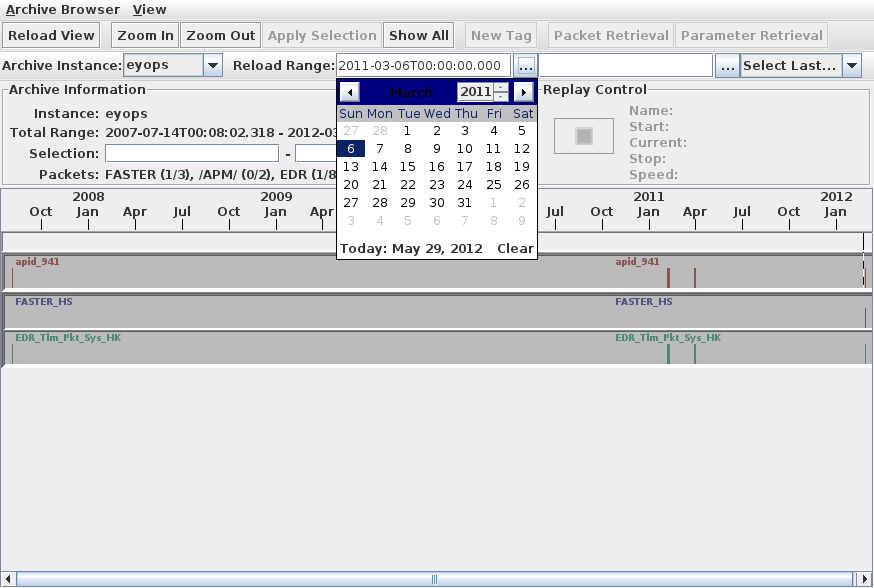 Archive Browser View
Reload View Zoom In Zoom Out Apply Selection Show All New Tag Packet Retrieval Parameter Retrieval
Archive Instance: eyops Reload Range: 2011-03-06T00:00:00.000 ... ... Select Last...
March 2011
Sun Mon Tue Wed Thu Fri Sat
27 28 1 2 3 4 5
6 7 8 9 10 11 12
13 14 15 16 17 18 19
20 21 22 23 24 25 26
27 28 29 30 31 1 2
3 4 5 6 7 8 9
Today: May 29, 2012 Clear
Archive Information
Instance: eyops
Total Range: 2007-07-14T00:08:02.318 - 2012-03
Selection: -
Packets: FASTER (1/3), /APM/ (0/2), EDR (1/8
Replay Control
Name:
Start:
Current:
Stop:
Speed:
2008 2009 2011 2012
Oct Jan Apr Jul Oct Jan Apr Jul Oct Jan Apr Jul Oct Jan
apid_941 apid_941
FASTER_HS FASTER_HS
EDR_Tlm_Pkt_Sys_HK EDR_Tlm_Pkt_Sys_HK